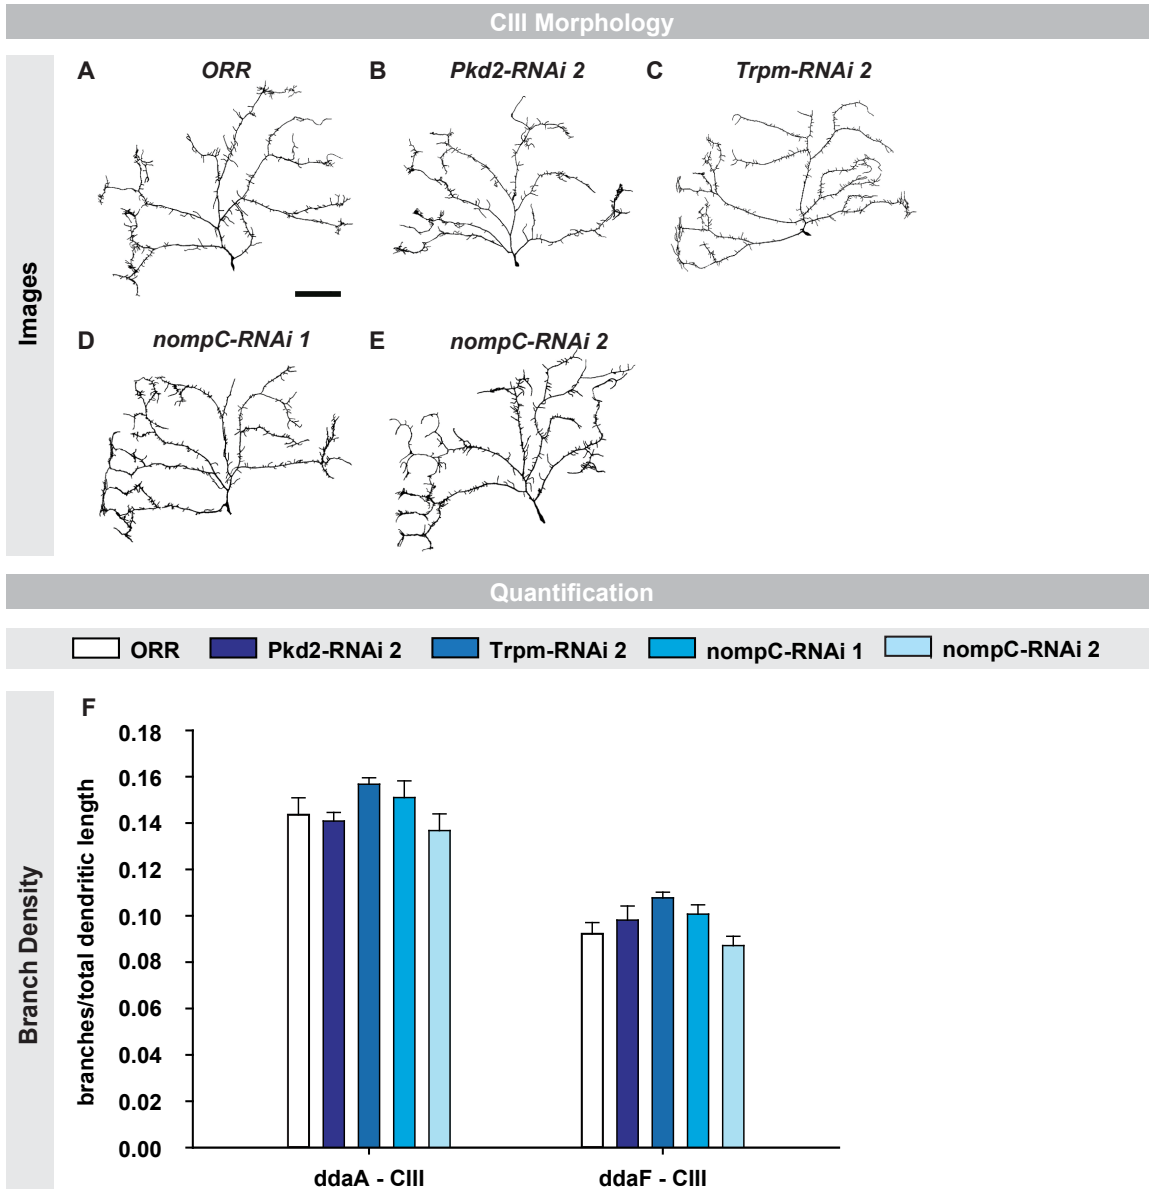 CIII Morphology
Images
A ORR B Pkd2-RNAi 2 C Trpm-RNAi 2
D nompC-RNAi 1 E nompC-RNAi 2
Quantification
ORR Pkd2-RNAi 2 Trpm-RNAi 2 nompC-RNAi 1 nompC-RNAi 2
Branch Density
F
branches/total dendritic length
0.18
0.16
0.14
0.12
0.10
0.08
0.06
0.04
0.02
0.00
ddaA - CIII ddaF - CIII